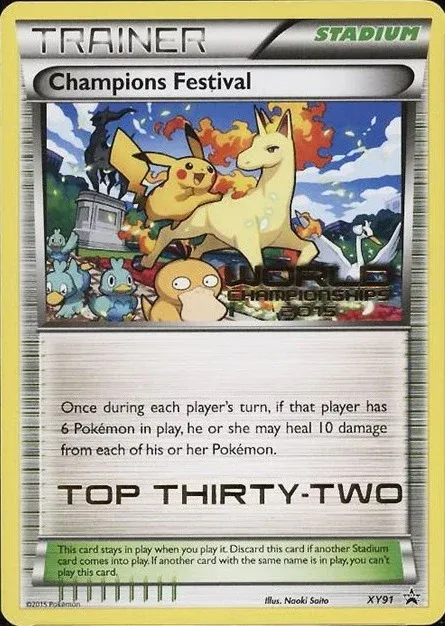 TRAINER
STADIUM
Champions Festival
WORLD
CHAMPIONSHIPS
2015
Once during each player's turn, if that player has
6 Pokémon in play, he or she may heal 10 damage
from each of his or her Pokémon.
TOP THIRTY-TWO
This card stays in play when you play it. Discard this card if another Stadium
card comes into play. If another card with the same name is in play, you can't
play this card.
©2015 Pokémon
Illus. Naoki Saito
XY91